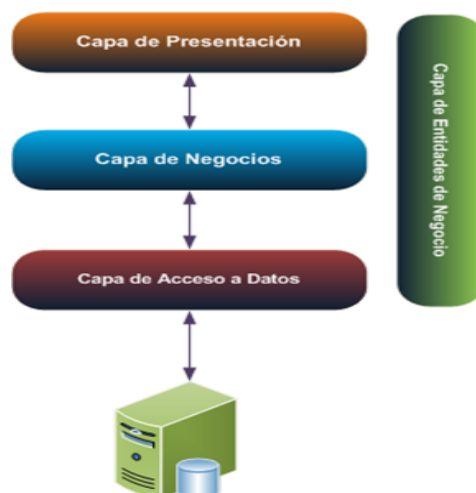 Capa de Presentación
Capa de Negocios
Capa de Acceso a Datos
Capa de Entidades de Negocio